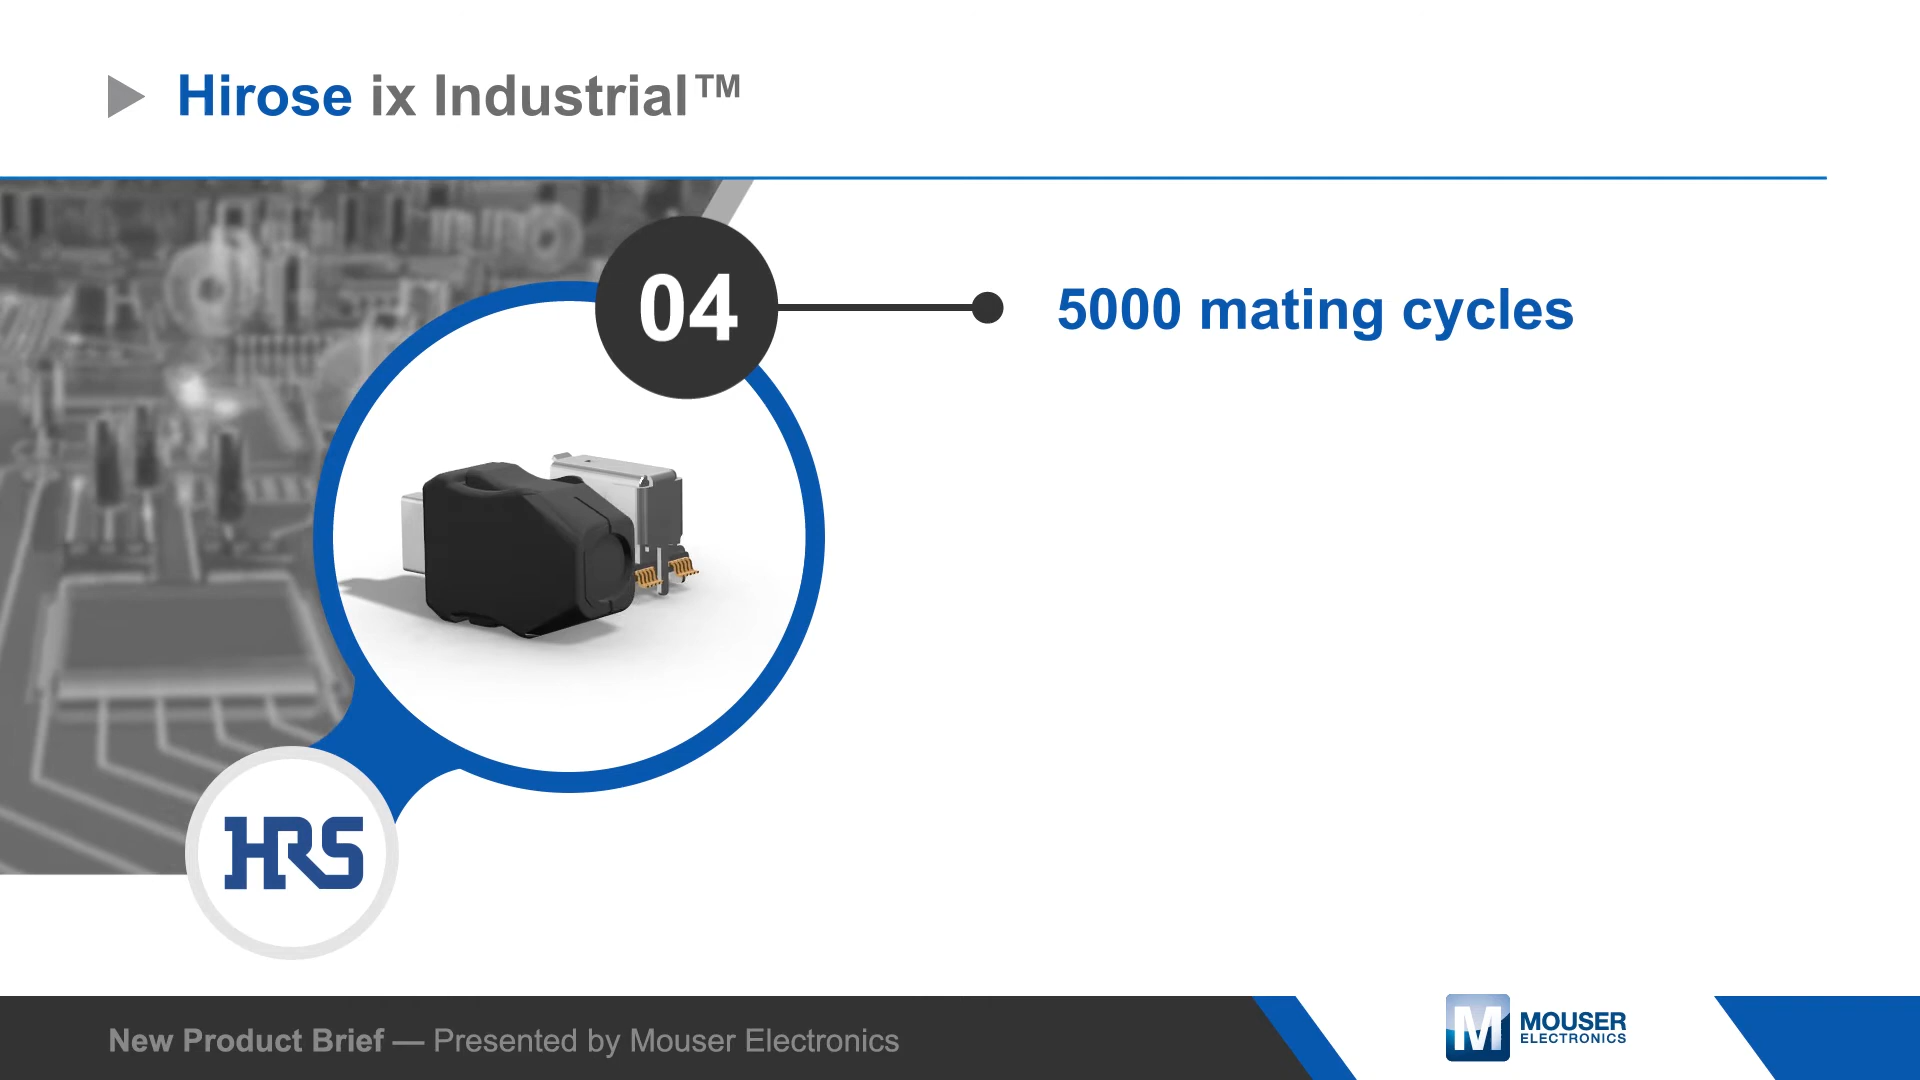 Hirose ix Industrial™
04
5000 mating cycles
HRS
New Product Brief — Presented by Mouser Electronics
M
MOUSER
ELECTRONICS